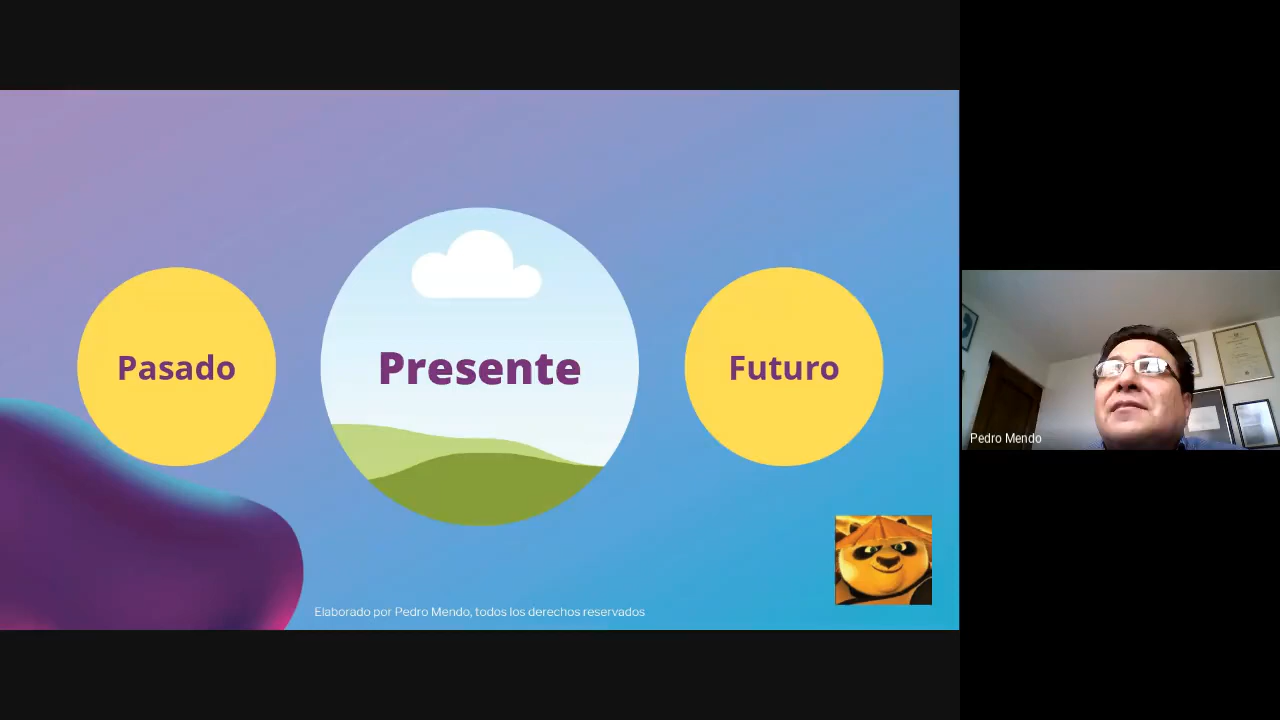 Pasado
Presente
Futuro
Elaborado por Pedro Mendo, todos los derechos reservados
Pedro Mendo